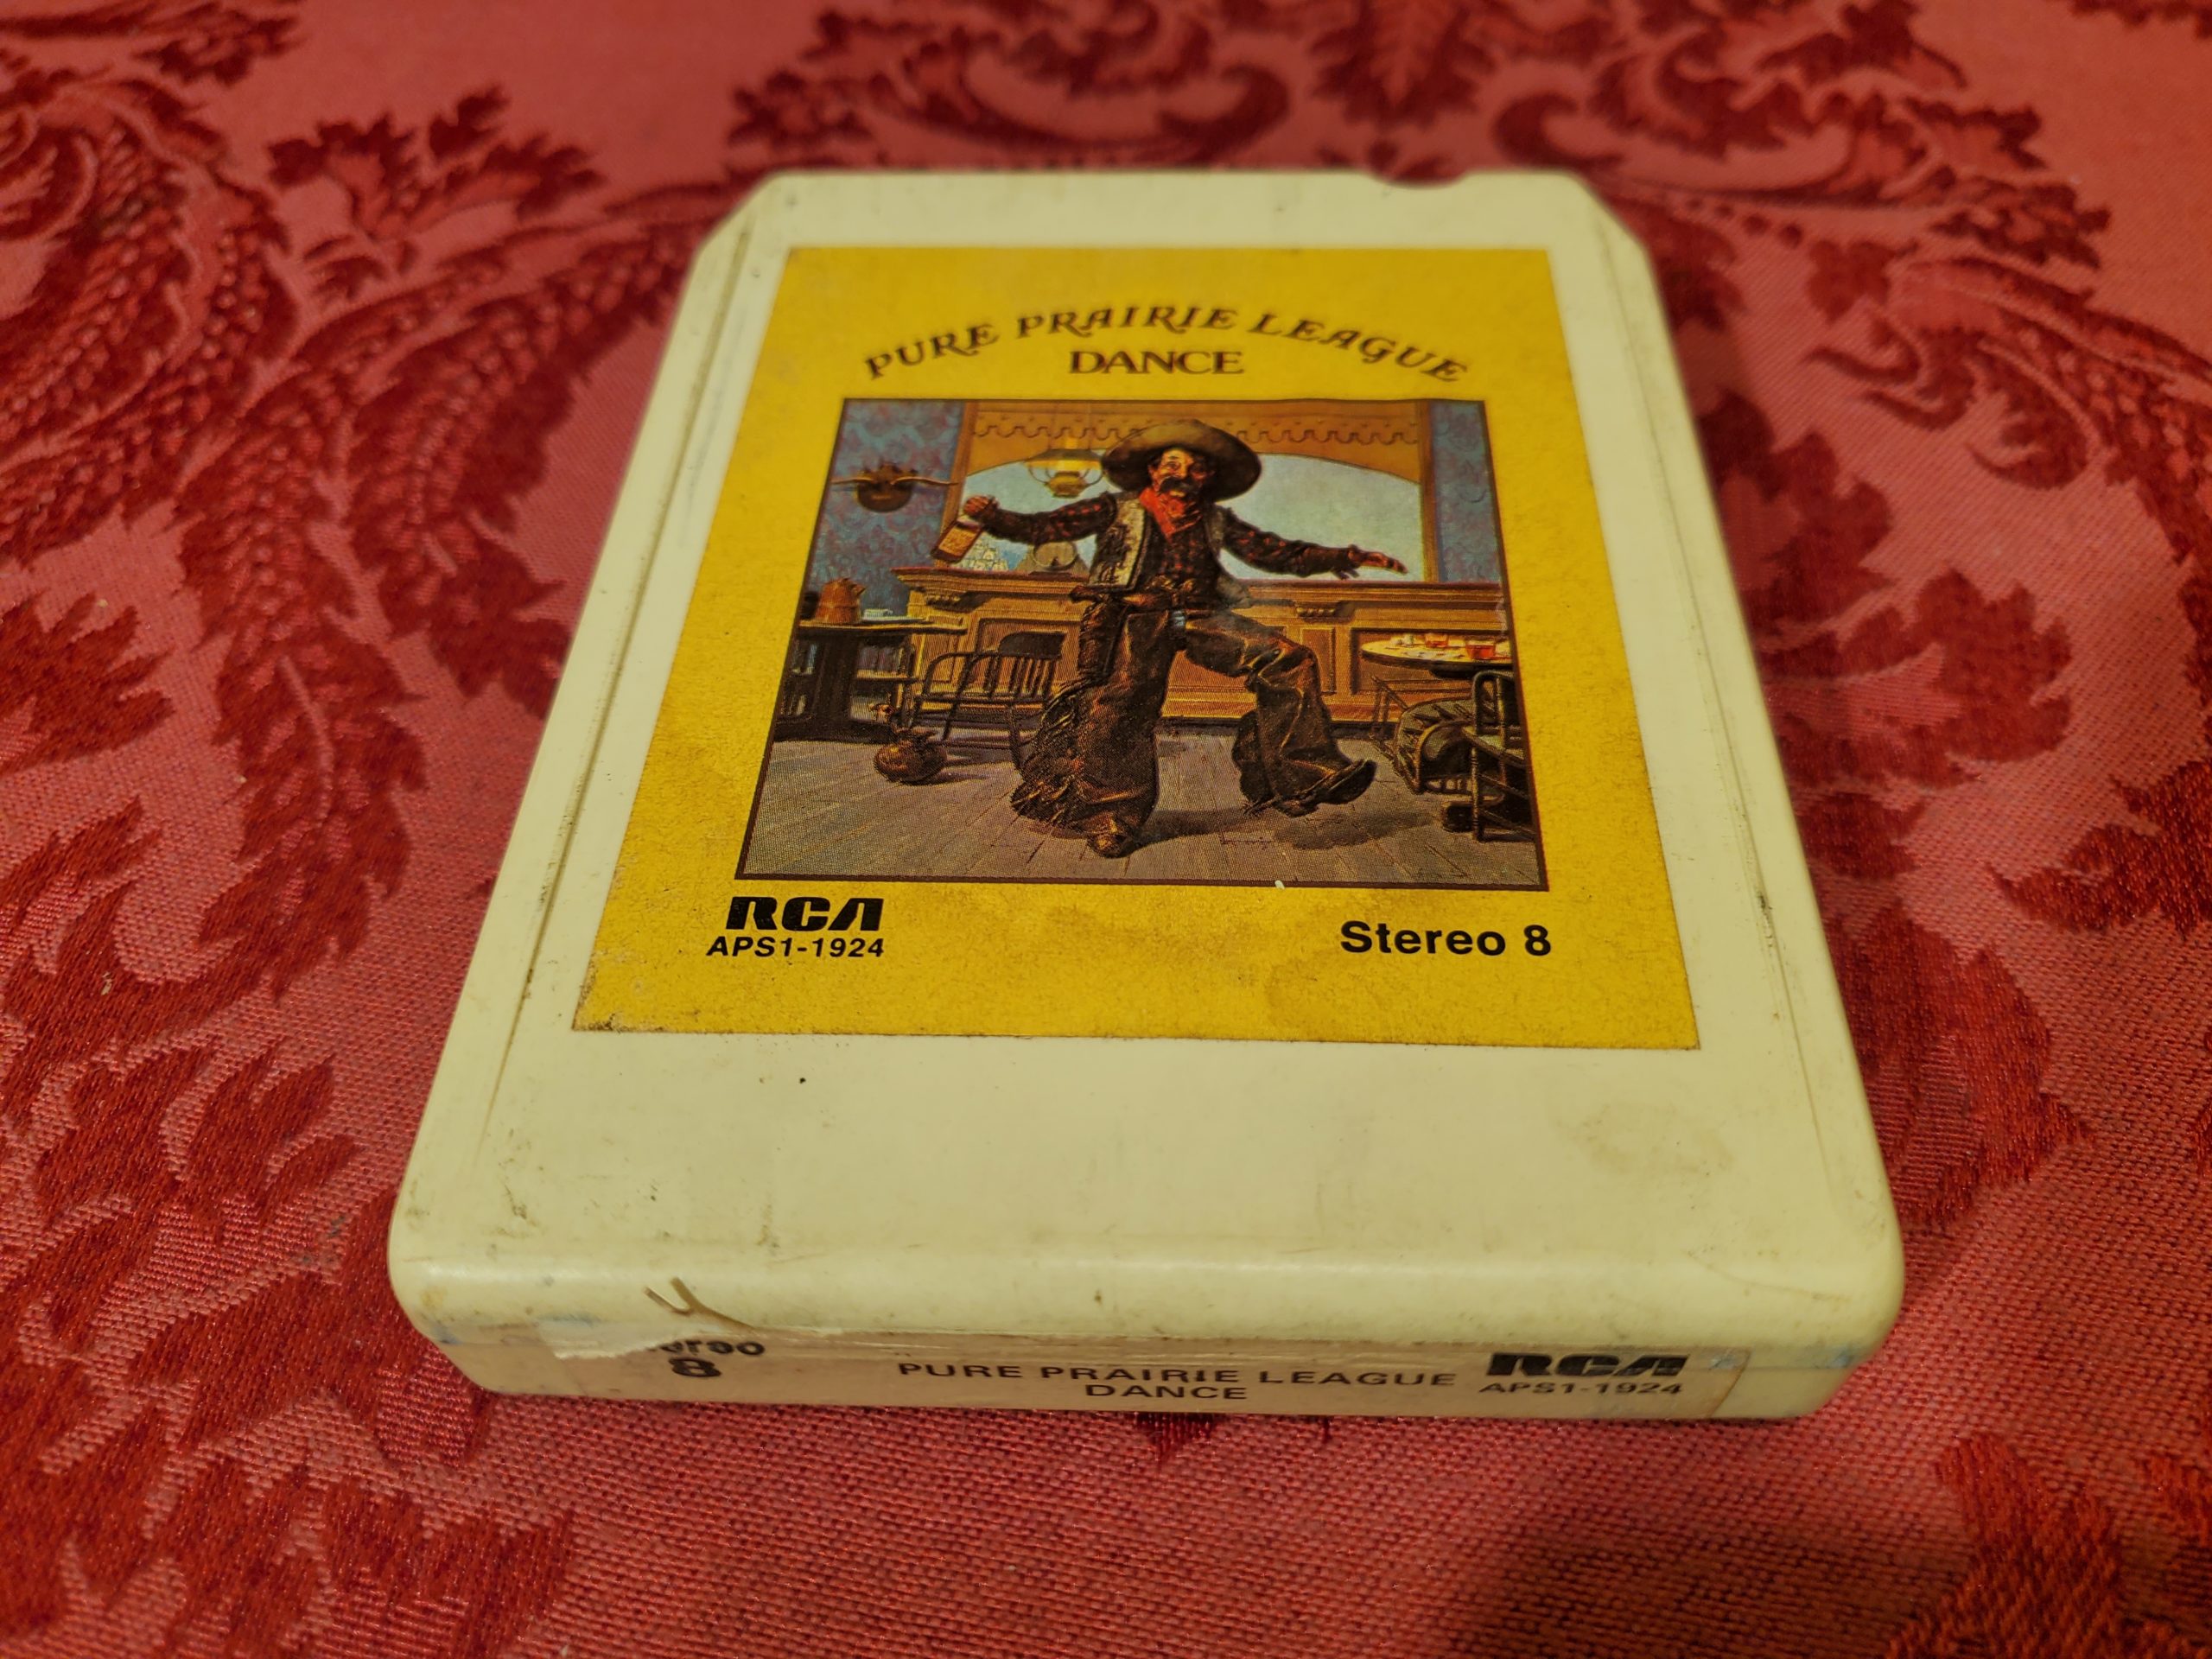 PURE PRAIRIE LEAGUE
DANCE
RCA
APS1-1924
Stereo 8
8
PURE PRAIRIE LEAGUE
DANCE
RCA
APS1-1924